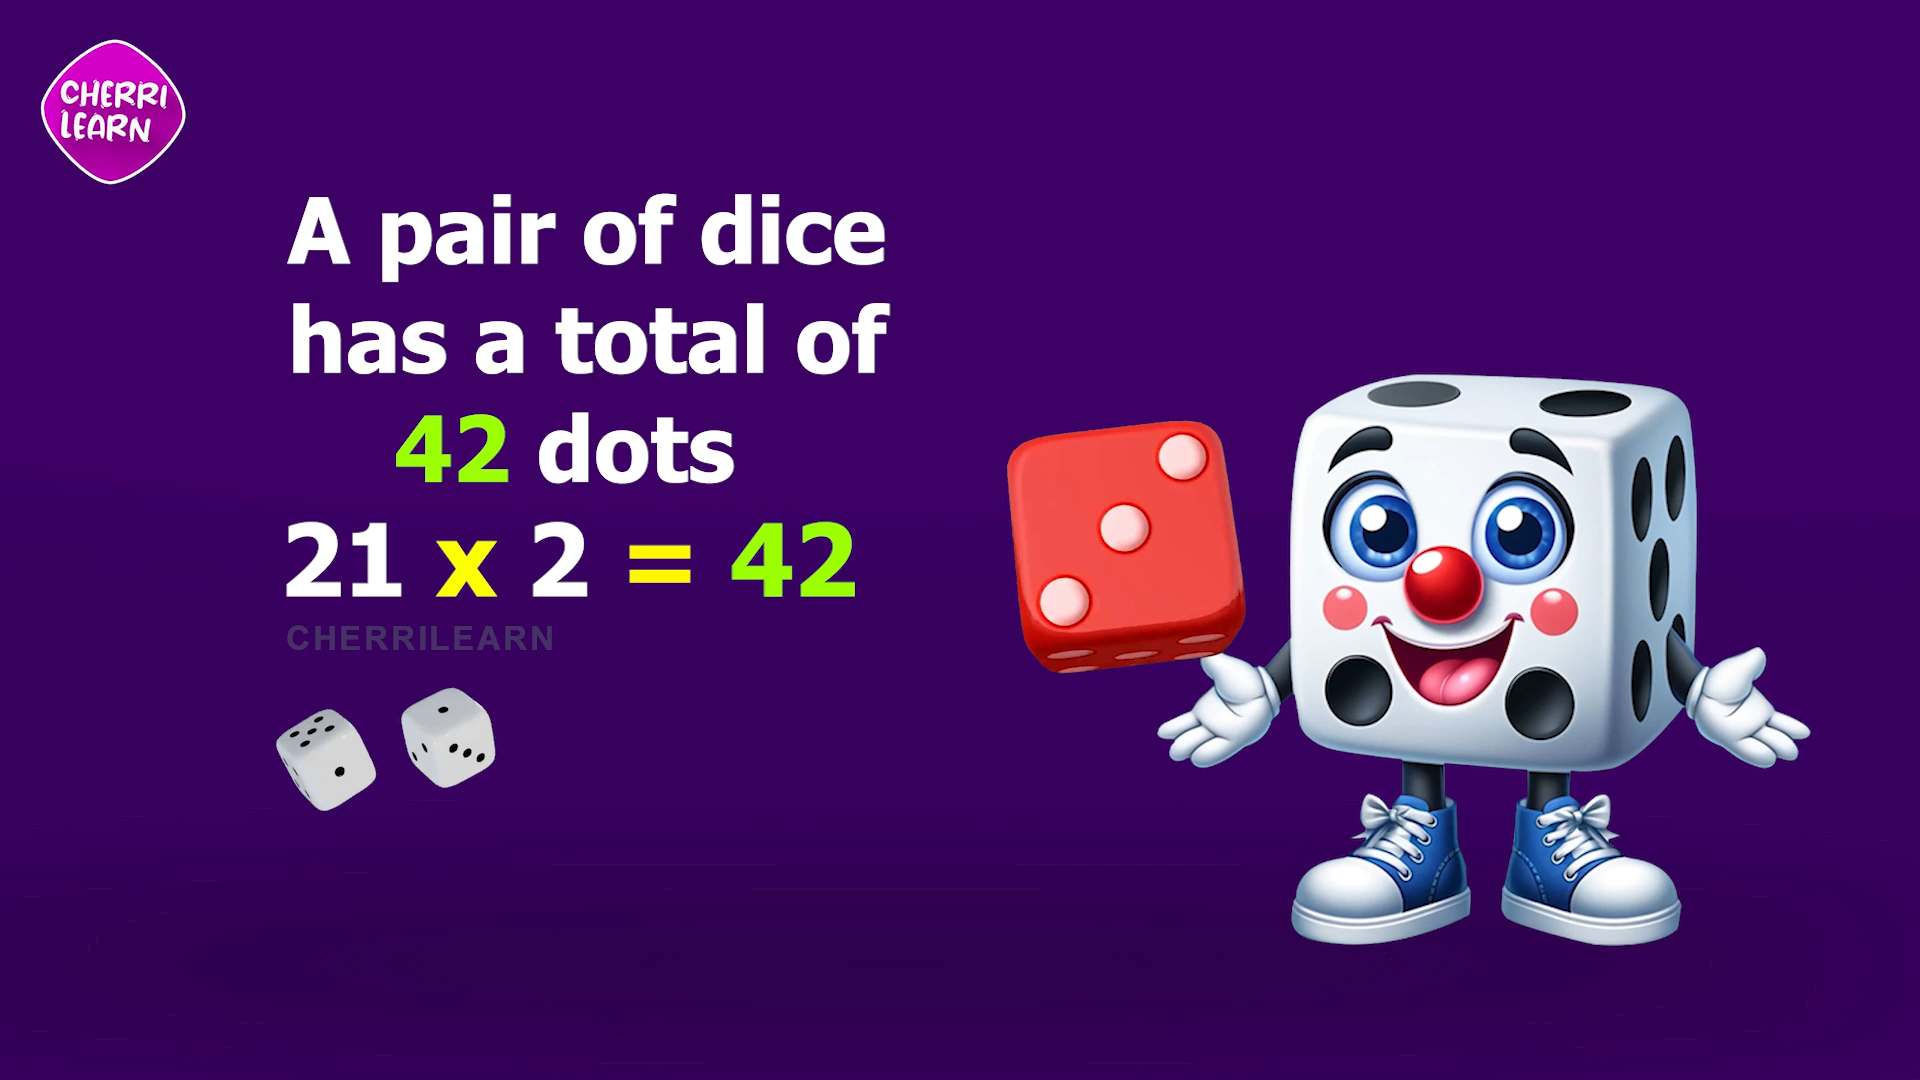 CHERRI
LEARN
A pair of dice
has a total of
42 dots
21 x 2 = 42
CHERRILEARN